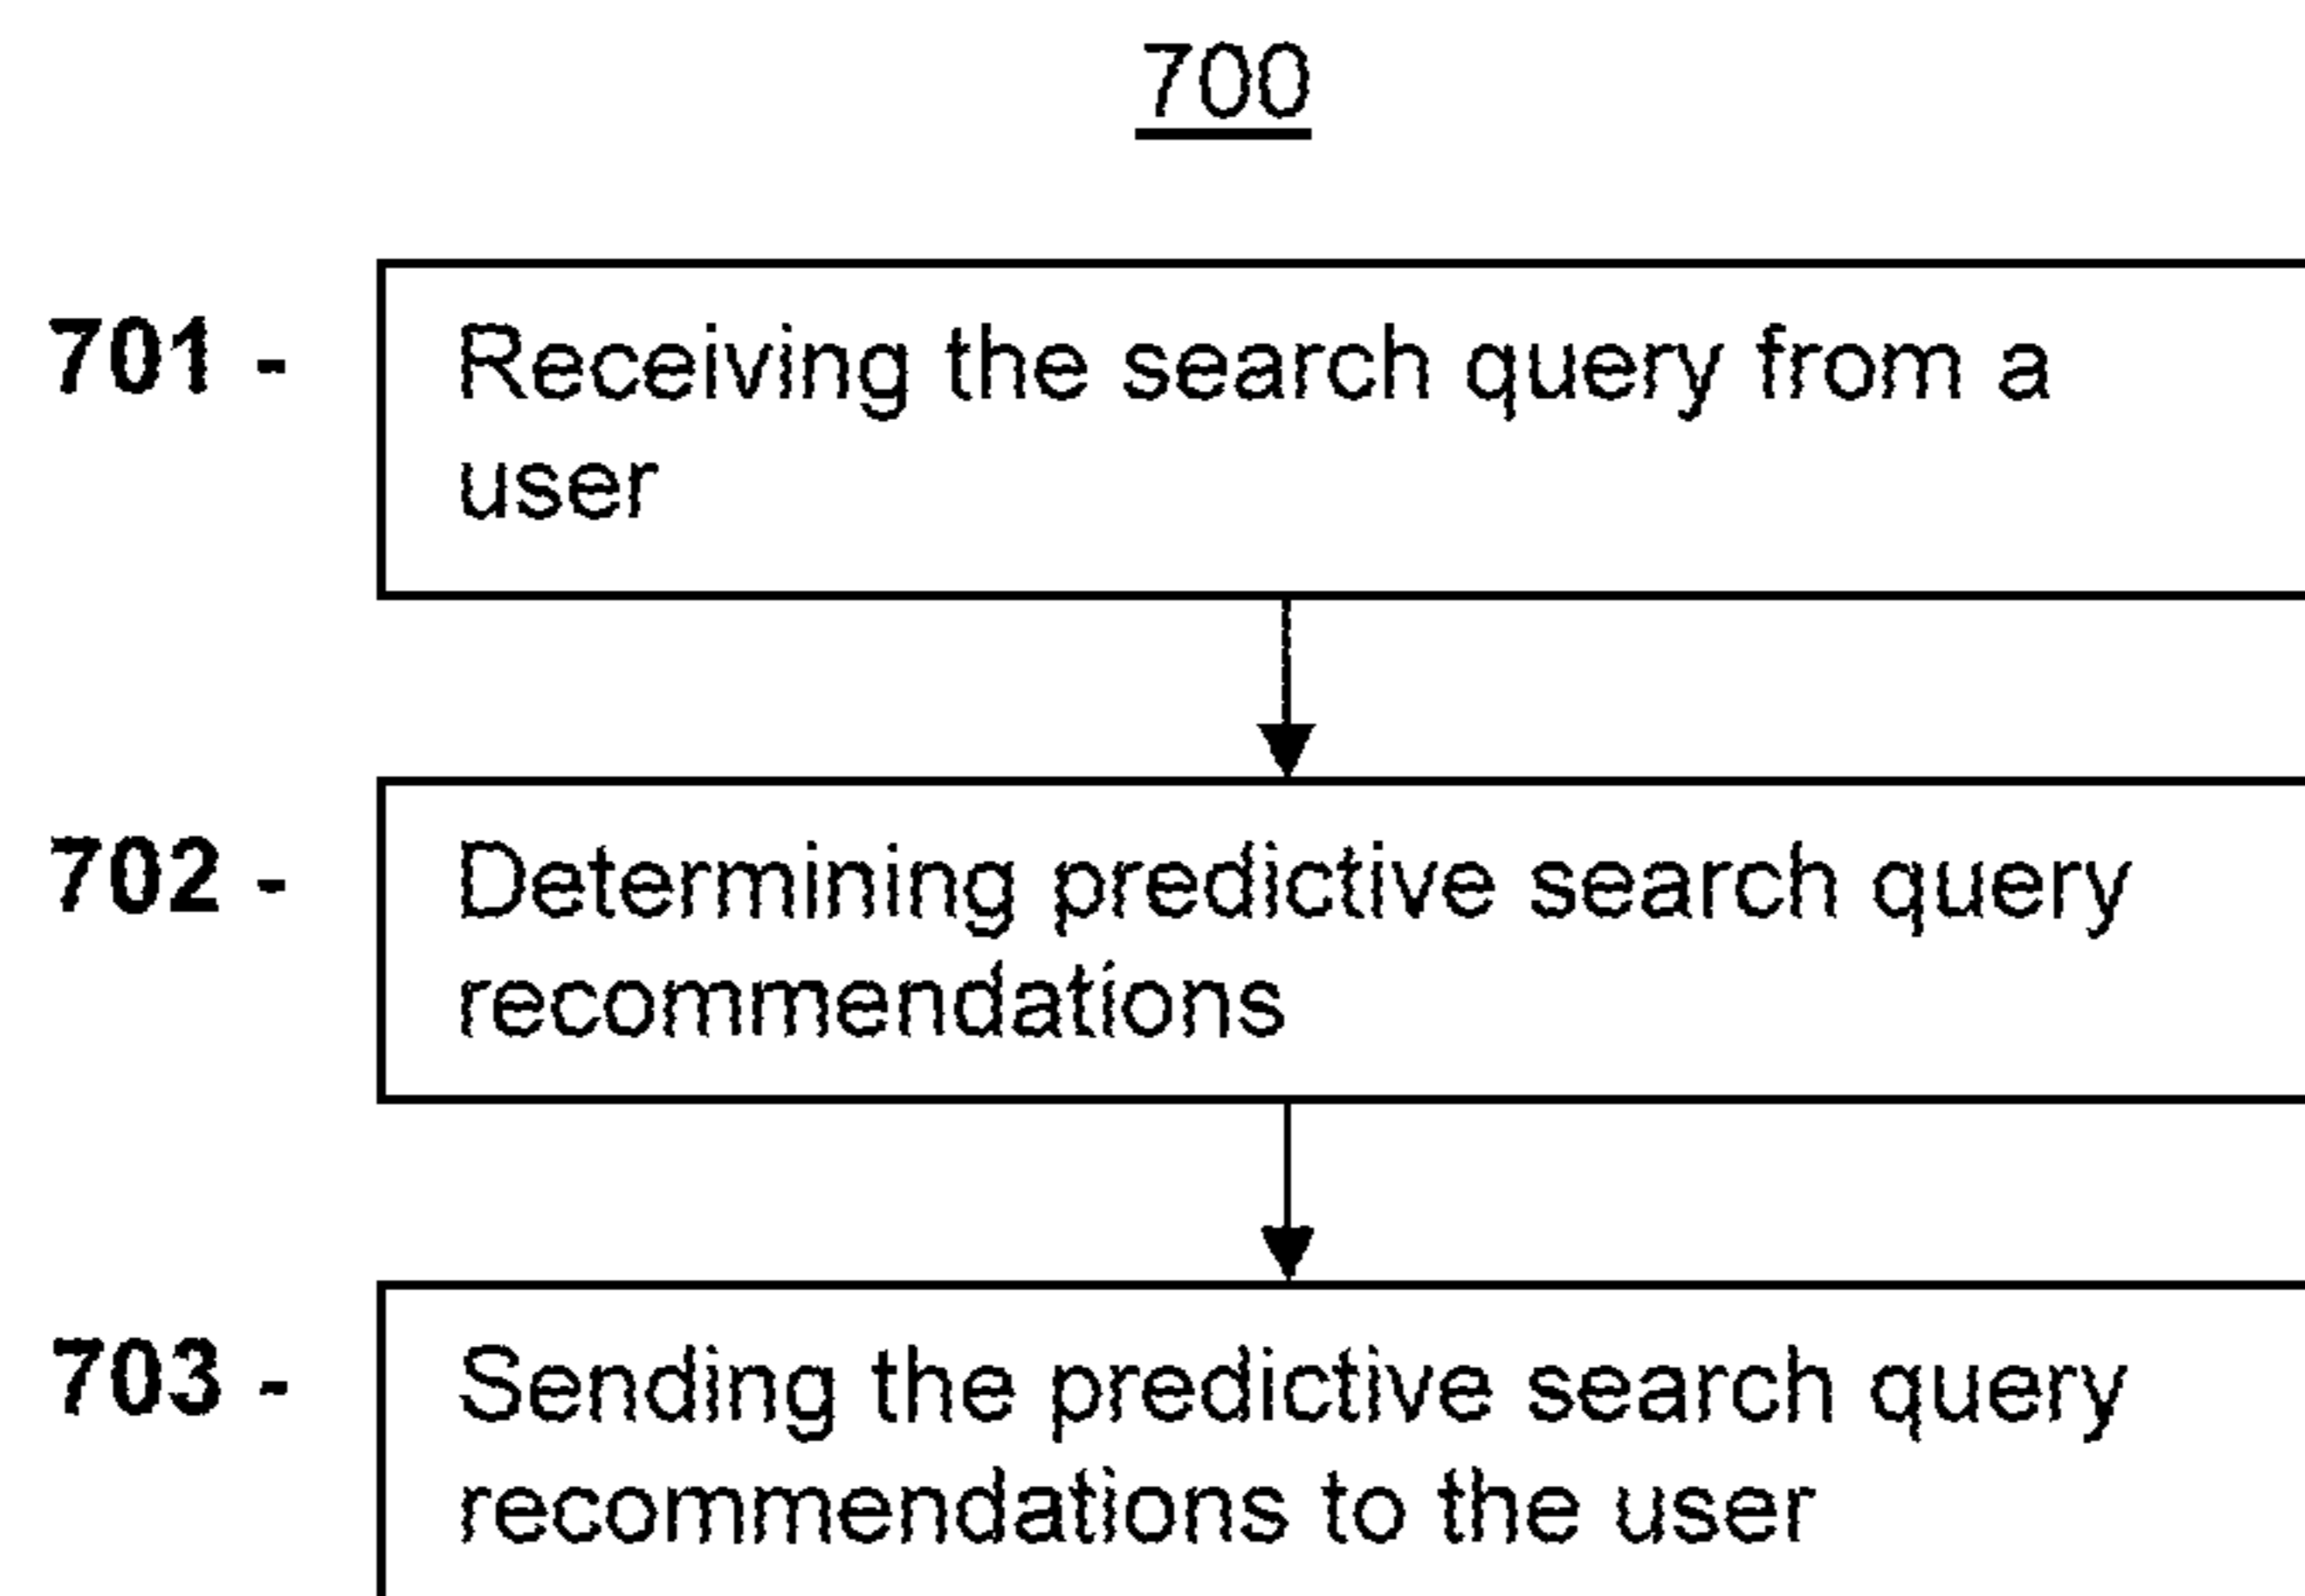 700
701 - Receiving the search query from a
user
702 - Determining predictive search query
recommendations
703 - Sending the predictive search query
recommendations to the user